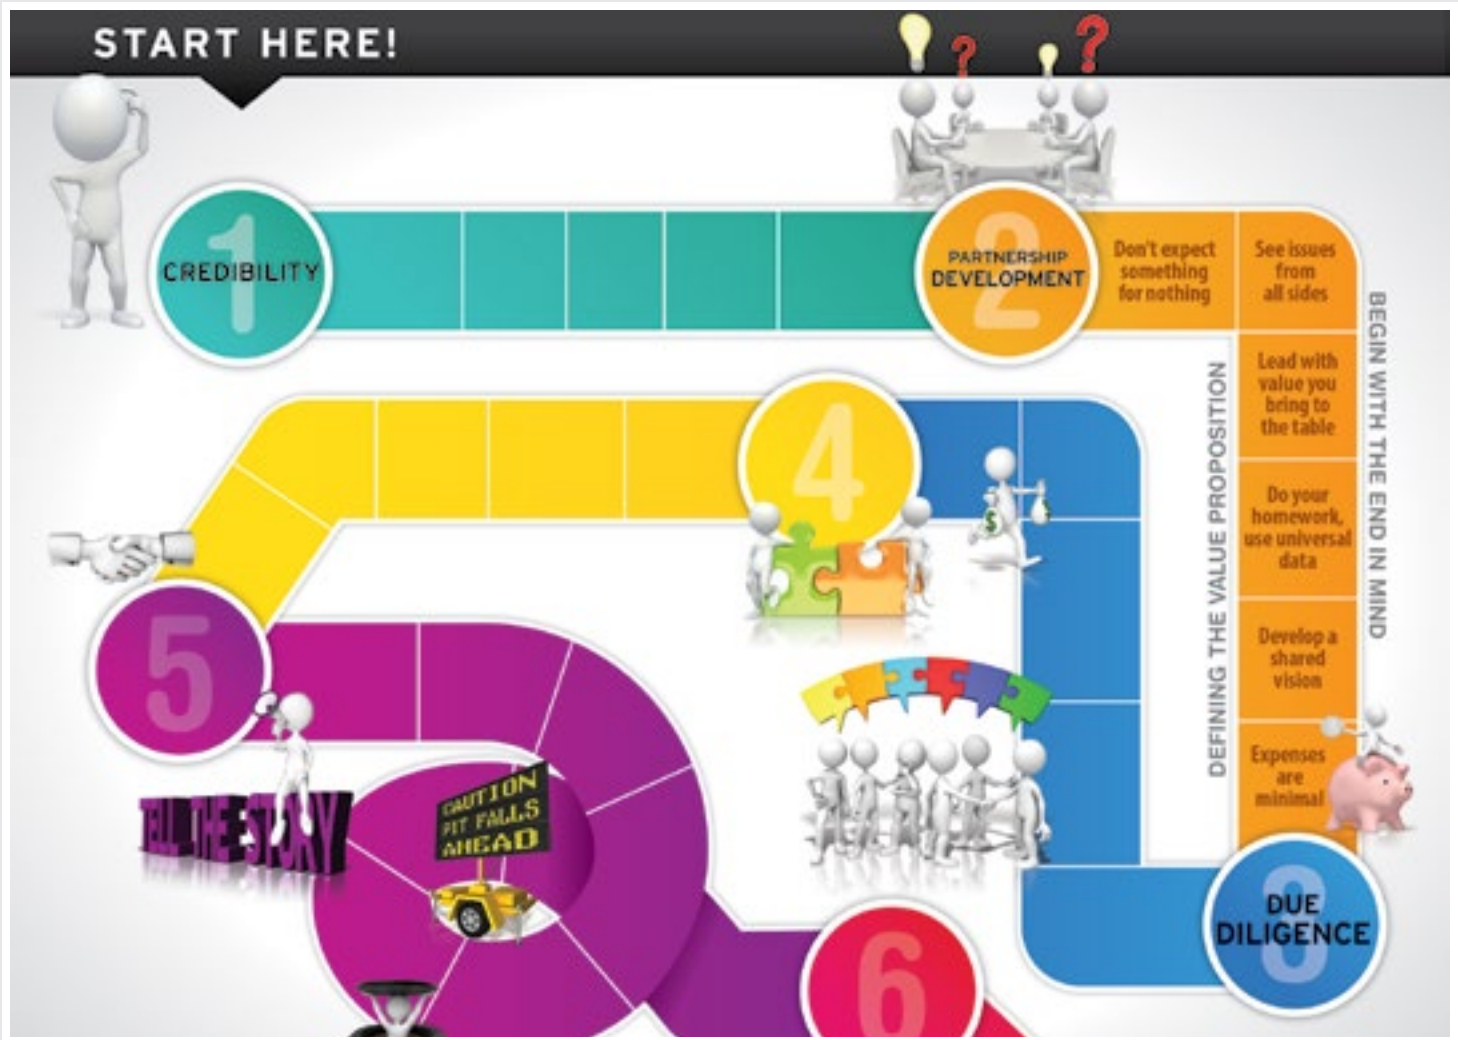 START HERE!
1
CREDIBILITY
2
PARTNERSHIP
DEVELOPMENT
Don't expect
something
for nothing
See issues
from
all sides
Lead with
value you
bring to
the table
Do your
homework,
use universal
data
Develop a
shared
vision
Expenses
are
minimal
BEGIN WITH THE END IN MIND
DEFINING THE VALUE PROPOSITION
3
DUE
DILIGENCE
4
$
5
TELL THE STORY
CAUTION
PIT FALLS
AHEAD
6